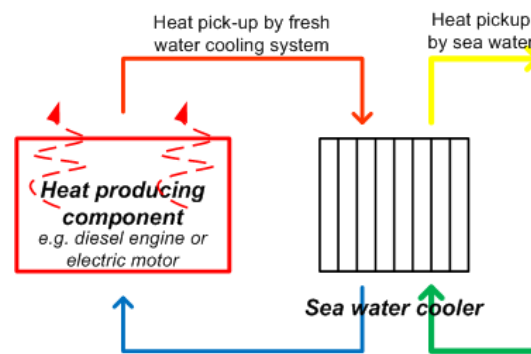 Heat pick-up by fresh
water cooling system
Heat pickup
by sea water
Heat producing
component
e.g. diesel engine or
electric motor
Sea water cooler